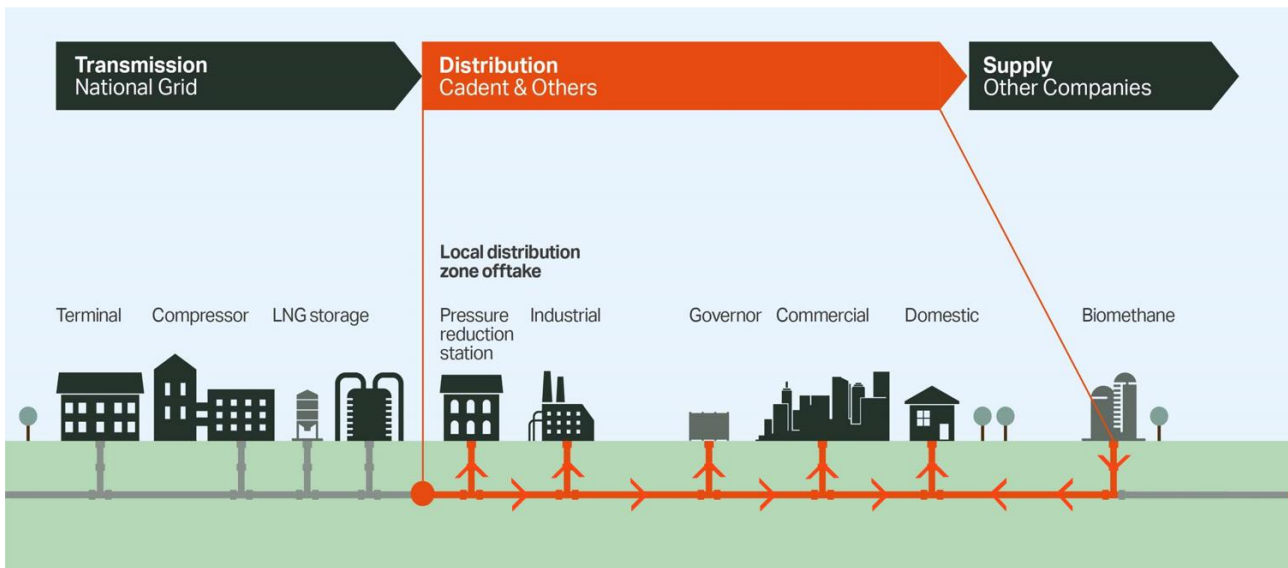 Transmission
National Grid
Distribution
Cadent & Others
Supply
Other Companies
Local distribution
zone offtake
Terminal
Compressor
LNG storage
Pressure
reduction
station
Industrial
Governor
Commercial
Domestic
Biomethane